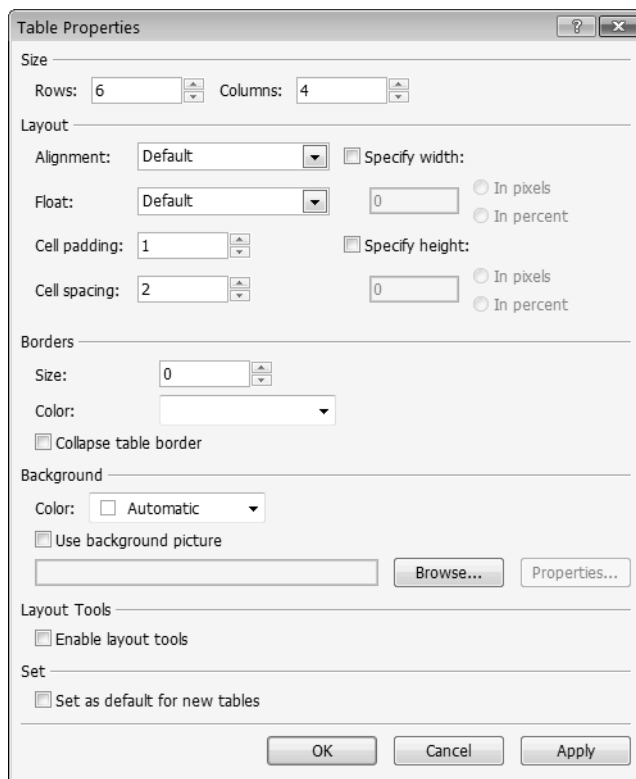 Table Properties
Size
Rows: 6 Columns: 4
Layout
Alignment: Default Specify width:
0 In pixels
Float: Default In percent
Cell padding: 1 Specify height:
0 In pixels
Cell spacing: 2 In percent
Borders
Size: 0
Color:
Collapse table border
Background
Color: Automatic
Use background picture
Browse... Properties...
Layout Tools
Enable layout tools
Set
Set as default for new tables
OK Cancel Apply